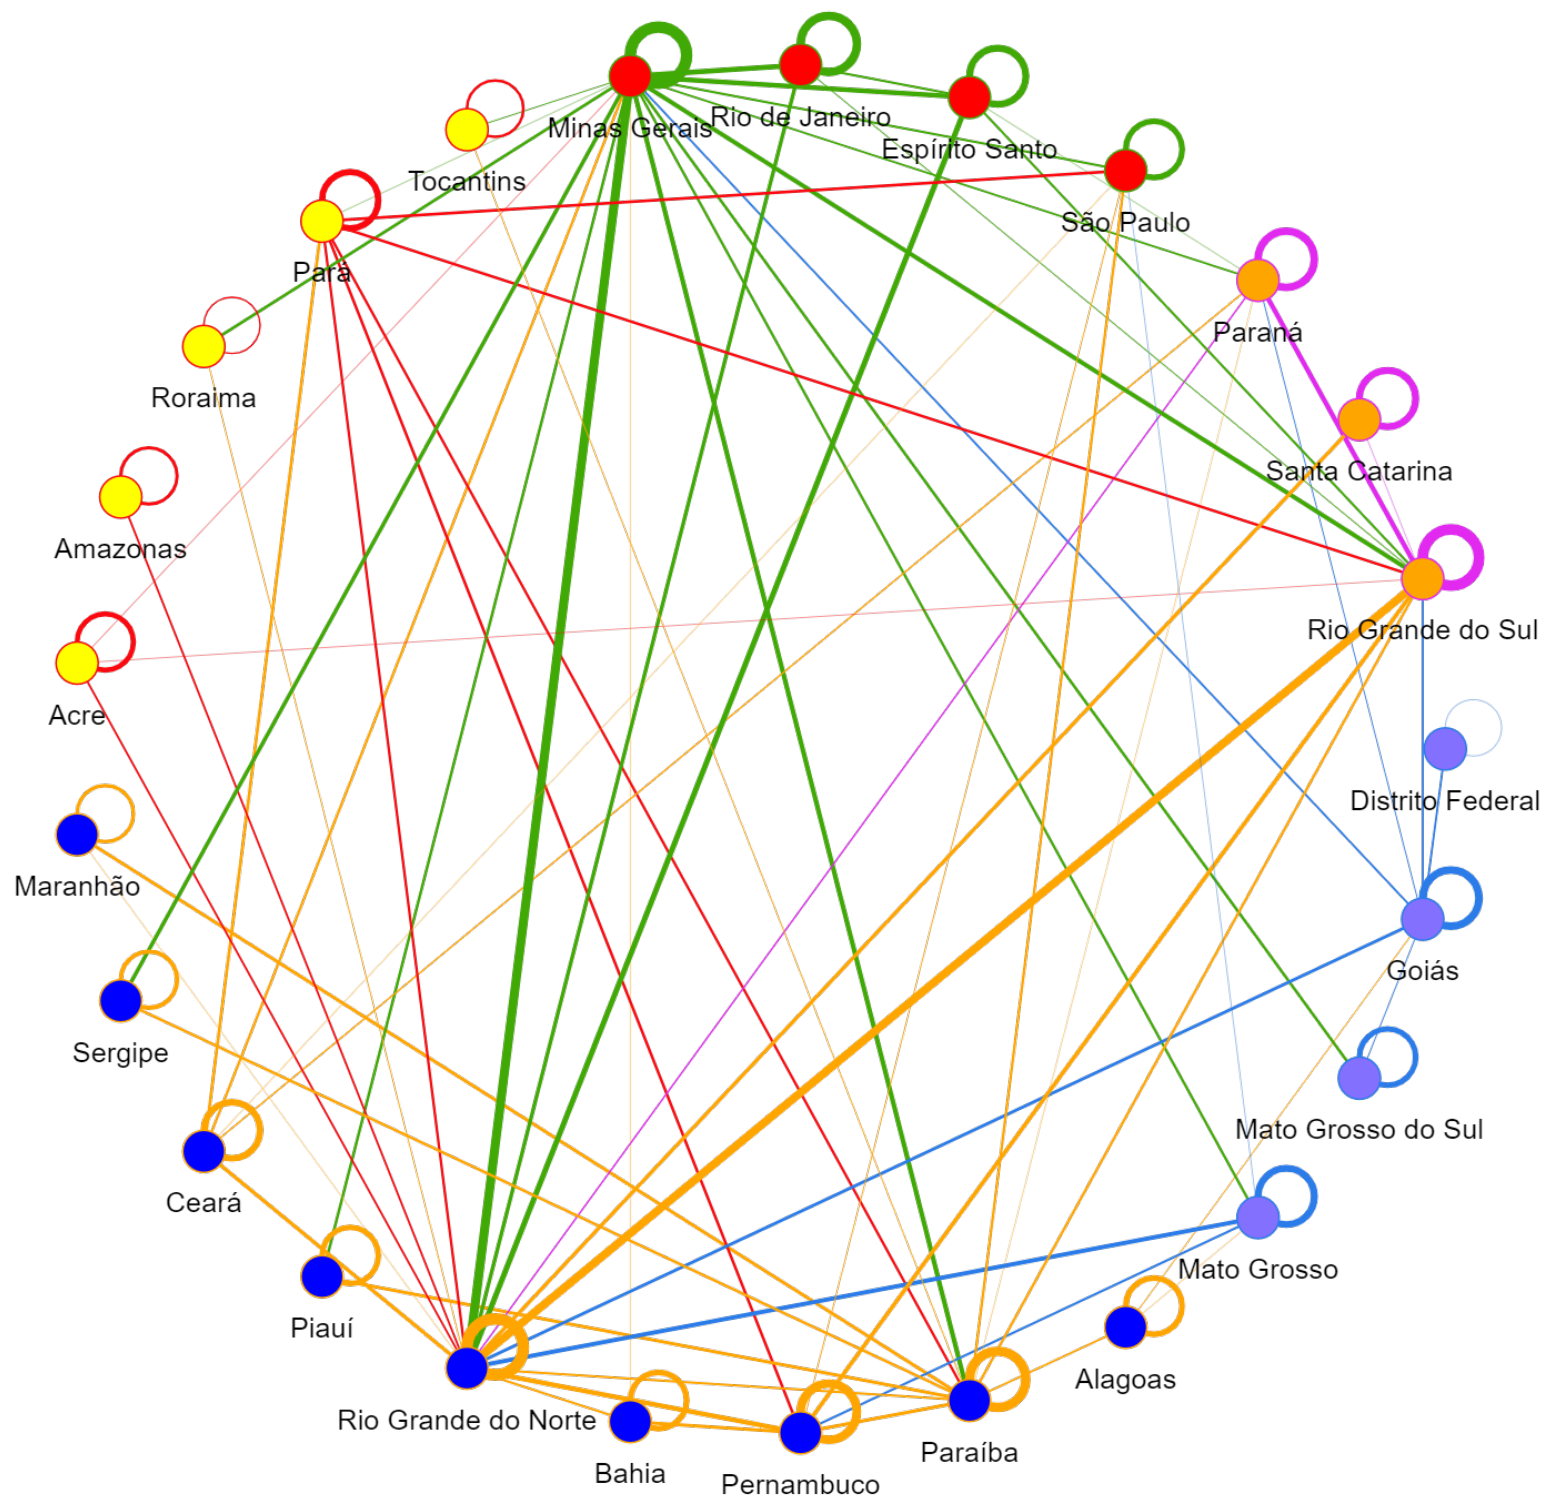 Rio de Janeiro
Minas Gerais
Espírito Santo
Tocantins
São Paulo
Pará
Paraná
Roraima
Santa Catarina
Amazonas
Rio Grande do Sul
Acre
Distrito Federal
Maranhão
Goiás
Sergipe
Mato Grosso do Sul
Ceará
Mato Grosso
Piauí
Alagoas
Rio Grande do Norte
Paraíba
Bahia
Pernambuco